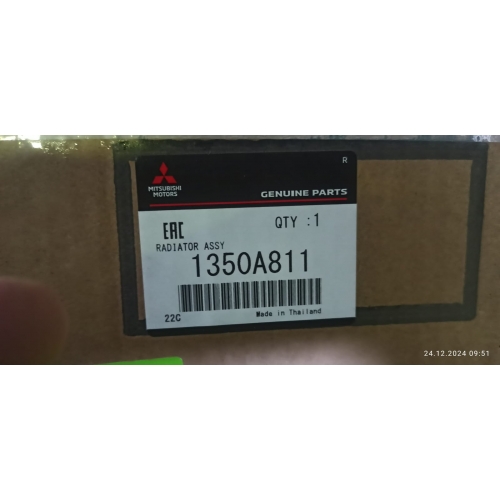 R
MITSUBISHI
MOTORS
GENUINE PARTS
EAC
QTY :1
RADIATOR ASSY
1350A811
22C
Made in Thailand
24.12.2024 09:51